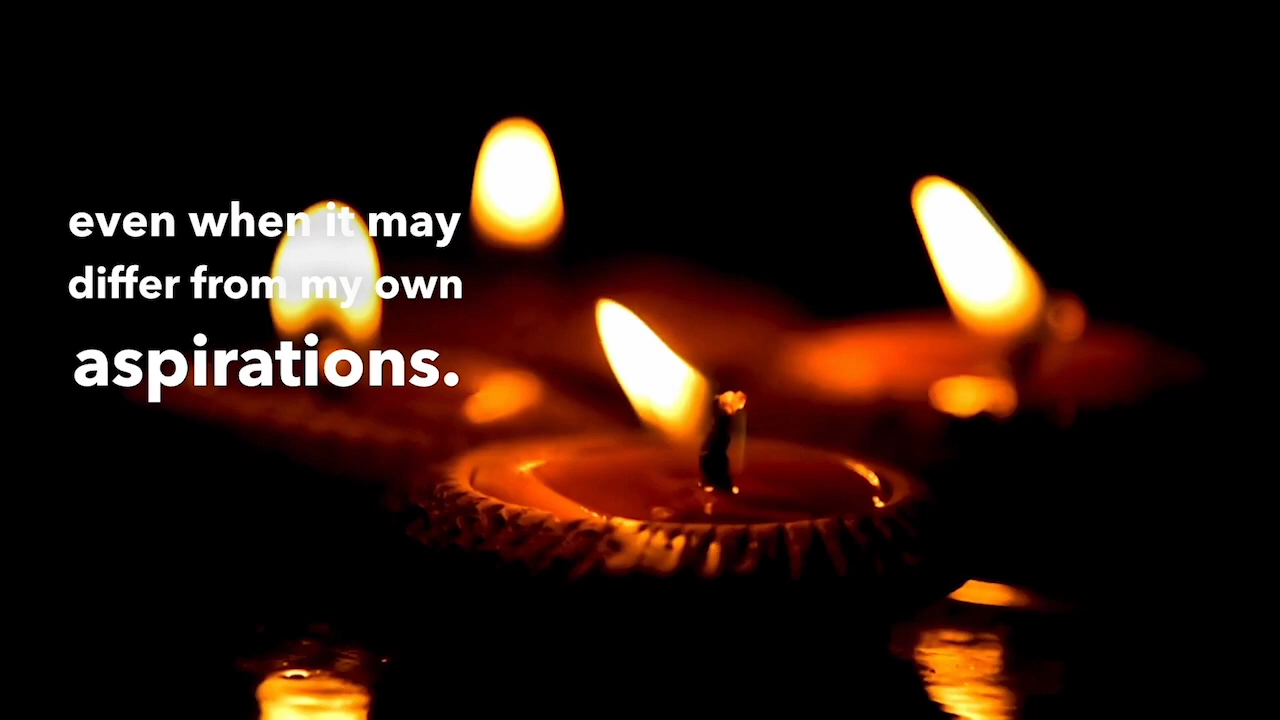 even when it may
differ from my own
aspirations.